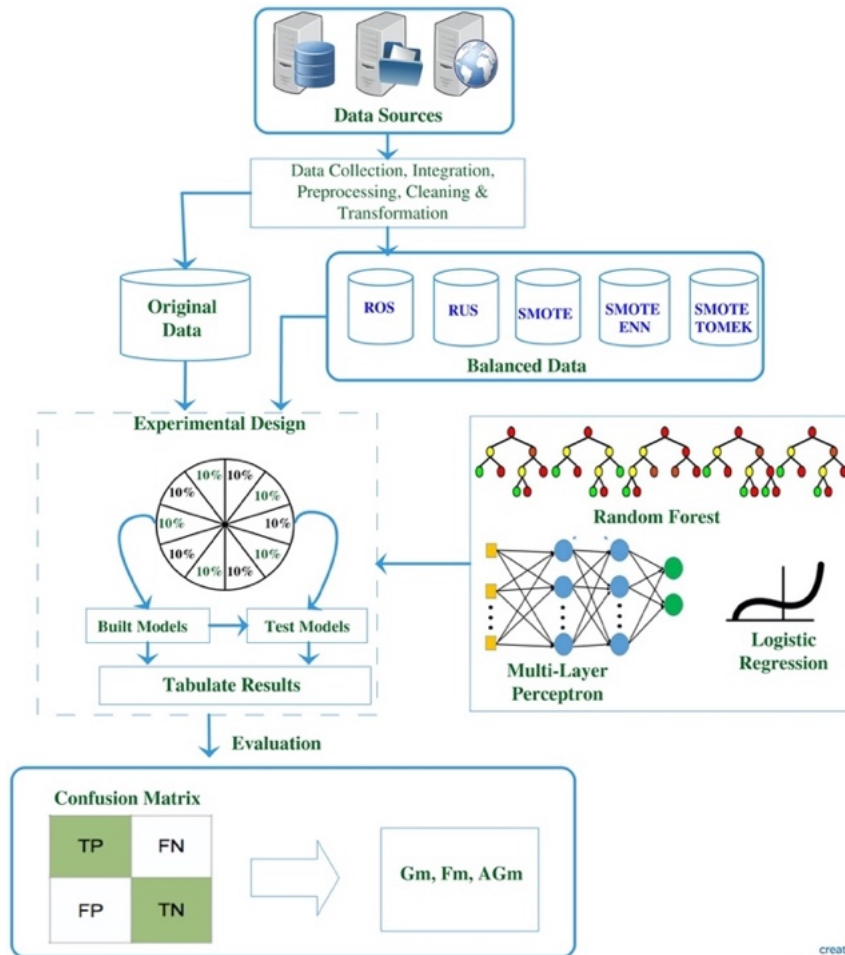 Data Sources
Data Collection, Integration,
Preprocessing, Cleaning &
Transformation
Original
Data
ROS
RUS
SMOTE
SMOTE
ENN
SMOTE
TOMEK
Balanced Data
Experimental Design
10% 10%
10% 10%
10% 10%
10% 10%
10% 10%
Built Models
Test Models
Tabulate Results
Random Forest
Multi-Layer
Perceptron
Logistic
Regression
Evaluation
Confusion Matrix
TP FN
FP TN
Gm, Fm, AGm
creat